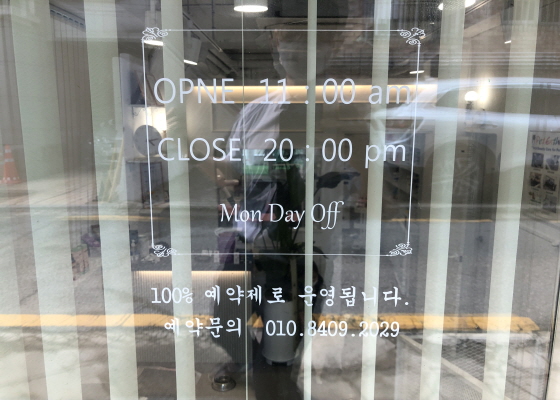 OPNE 11 : 00 am
CLOSE 20 : 00 pm
Mon Day Off
100% 예약제로 운영됩니다.
예약문의 010.8409.2029